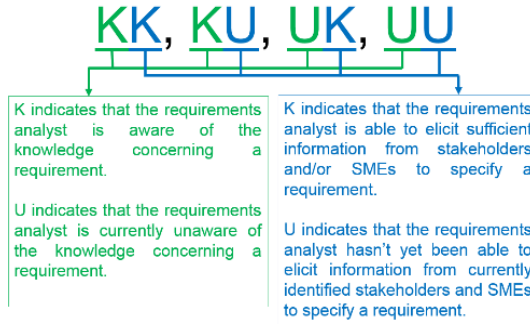 KK, KU, UK, UU
K indicates that the requirements
analyst is aware of the
knowledge concerning a
requirement.
U indicates that the requirements
analyst is currently unaware of
the knowledge concerning a
requirement.
K indicates that the requirements
analyst is able to elicit sufficient
information from stakeholders
and/or SMEs to specify a
requirement.
U indicates that the requirements
analyst hasn't yet been able to
elicit information from currently
identified stakeholders and SMEs
to specify a requirement.